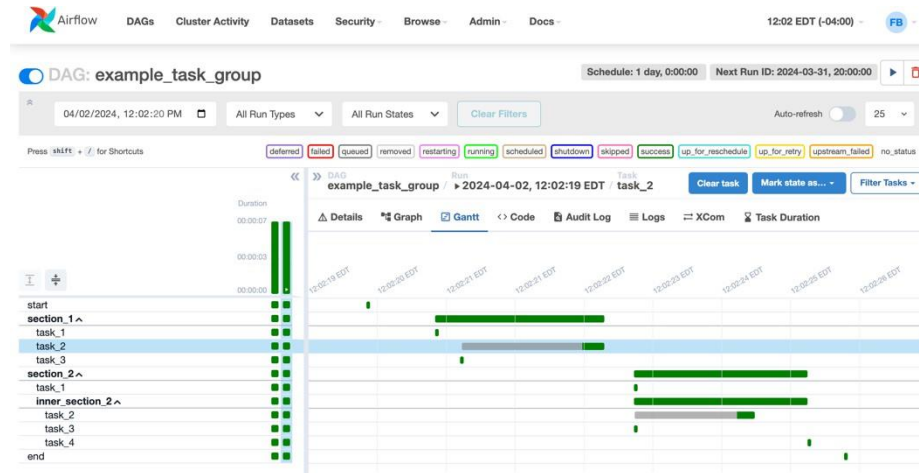 Airflow DAGs Cluster Activity Datasets Security Browse Admin Docs 12:02 EDT (-04:00) FB
DAG: example_task_group Schedule: 1 day, 0:00:00 Next Run ID: 2024-03-31, 20:00:00
04/02/2024, 12:02:20 PM All Run Types All Run States Clear Filters Auto-refresh 25
Press shift + / for Shortcuts deferred failed queued removed restarting running scheduled shutdown skipped success up_for_reschedule up_for_retry upstream_failed no_status
DAG Run Task
example_task_group / 2024-04-02, 12:02:19 EDT / task_2 Clear task Mark state as... Filter Tasks
Duration
Details Graph Gantt Code Audit Log Logs XCom Task Duration
00:00:07
00:00:03
00:00:00
12:02:19 EDT 12:02:20 EDT 12:02:21 EDT 12:02:21 EDT 12:02:22 EDT 12:02:23 EDT 12:02:24 EDT 12:02:25 EDT 12:02:26 EDT
start
section_1
task_1
task_2
task_3
section_2
task_1
inner_section_2
task_2
task_3
task_4
end